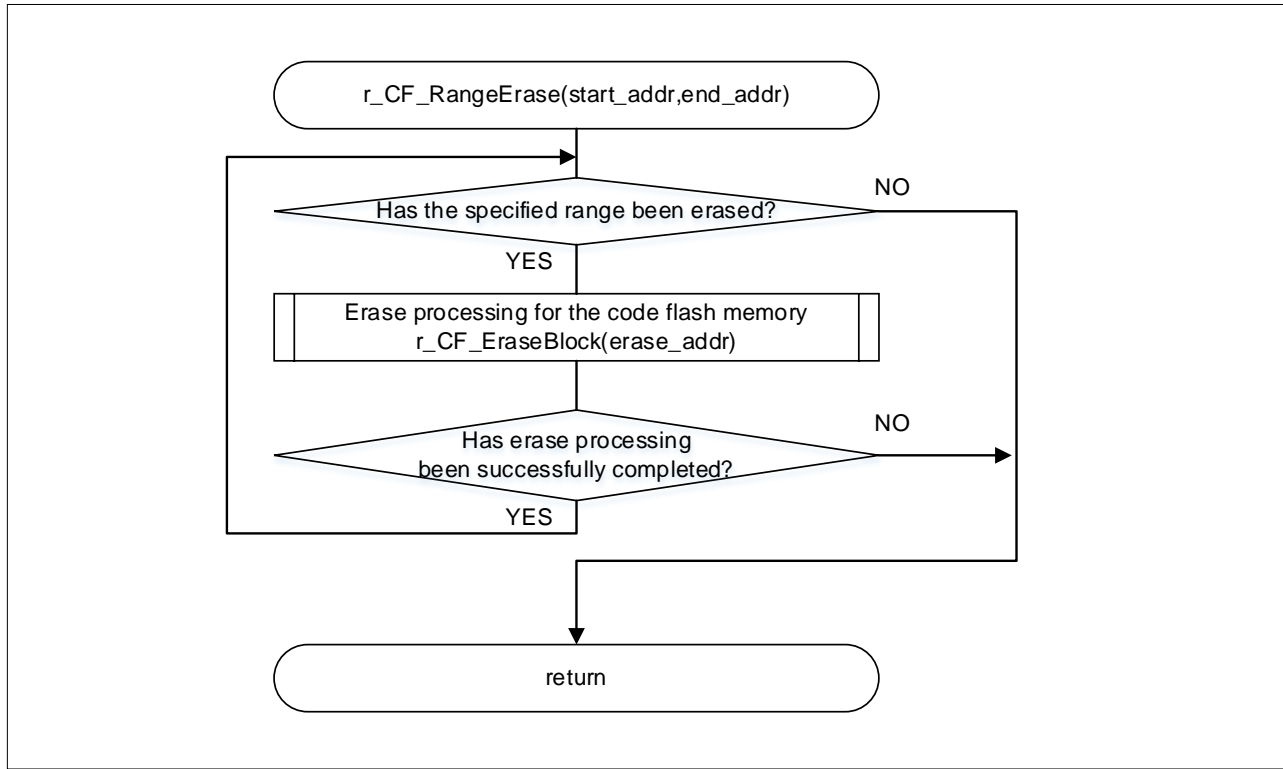 r_CF_RangeErase(start_addr,end_addr)
NO
Has the specified range been erased?
YES
Erase processing for the code flash memory
r_CF_EraseBlock(erase_addr)
NO
Has erase processing
been successfully completed?
YES
return